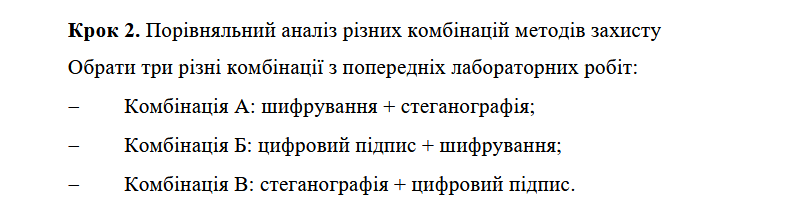 Крок 2. Порівняльний аналіз різних комбінацій методів захисту
Обрати три різні комбінації з попередніх лабораторних робіт:
– Комбінація А: шифрування + стеганографія;
– Комбінація Б: цифровий підпис + шифрування;
– Комбінація В: стеганографія + цифровий підпис.